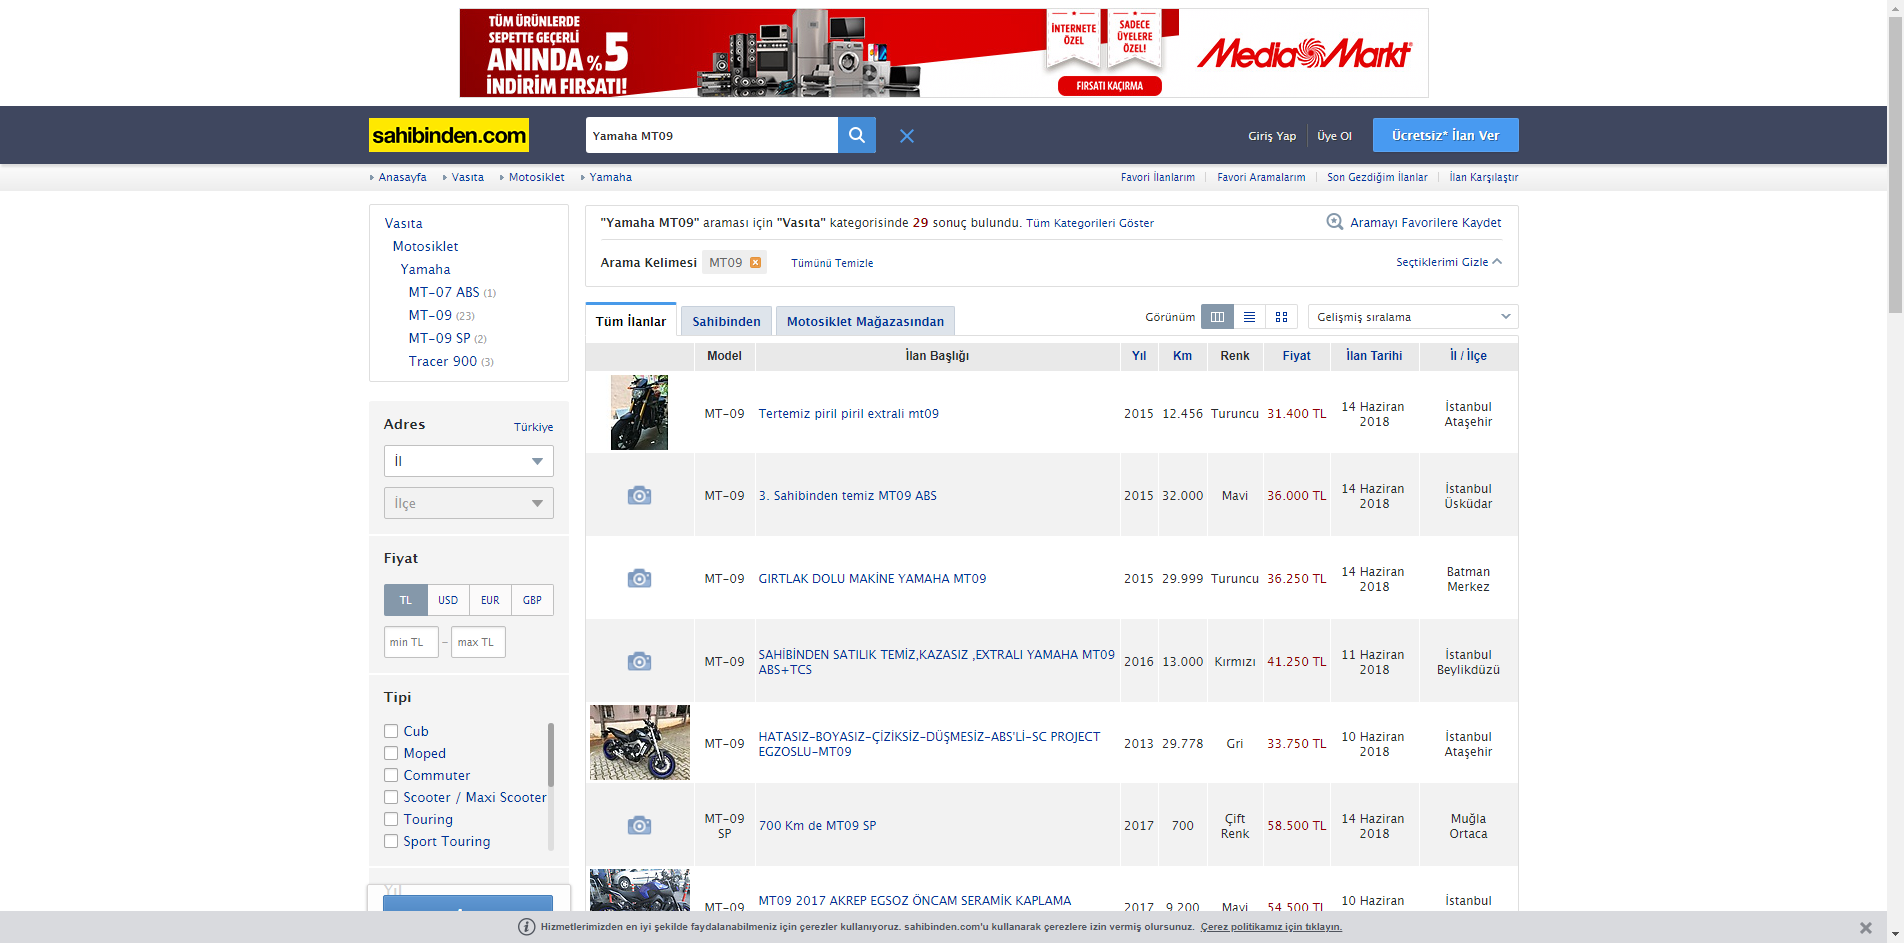 TÜM ÜRÜNLERDE
SEPETTE GEÇERLİ
ANINDA %5
İNDİRİM FIRSATI!
İNTERNETE
ÖZEL
SADECE
ÜYELERE
ÖZEL!
FIRSATI KAÇIRMA
Media Markt
sahibinden.com
Yamaha MT09
Giriş Yap
Üye Ol
Ücretsiz* İlan Ver
Anasayfa Vasıta Motosiklet Yamaha
Favori İlanlarım Favori Aramalarım Son Gezdiğim İlanlar İlan Karşılaştır
Vasıta
Motosiklet
Yamaha
MT-07 ABS (1)
MT-09 (23)
MT-09 SP (2)
Tracer 900 (3)
Adres Türkiye
İl
İlçe
Fiyat
TL USD EUR GBP
min TL - max TL
Tipi
Cub
Moped
Commuter
Scooter / Maxi Scooter
Touring
Sport Touring
Yıl
"Yamaha MT09" araması için "Vasıta" kategorisinde 29 sonuç bulundu. Tüm Kategorileri Göster
Aramayı Favorilere Kaydet
Arama Kelimesi MT09 Tümünü Temizle
Seçtiklerimi Gizle
Tüm İlanlar Sahibinden Motosiklet Mağazasından
Görünüm Gelişmiş sıralama
Model İlan Başlığı Yıl Km Renk Fiyat İlan Tarihi İl / İlçe
MT-09 Tertemiz piril piril extrali mt09 2015 12.456 Turuncu 31.400 TL 14 Haziran 2018 İstanbul Ataşehir
MT-09 3. Sahibinden temiz MT09 ABS 2015 32.000 Mavi 36.000 TL 14 Haziran 2018 İstanbul Üsküdar
MT-09 GIRTLAK DOLU MAKİNE YAMAHA MT09 2015 29.999 Turuncu 36.250 TL 14 Haziran 2018 Batman Merkez
MT-09 SAHİBİNDEN SATILIK TEMİZ,KAZASIZ ,EXTRALI YAMAHA MT09 ABS+TCS 2016 13.000 Kırmızı 41.250 TL 11 Haziran 2018 İstanbul Beylikdüzü
MT-09 HATASIZ-BOYASIZ-ÇİZİKSİZ-DÜŞMESİZ-ABS'Lİ-SC PROJECT EGZOSLU-MT09 2013 29.778 Gri 33.750 TL 10 Haziran 2018 İstanbul Ataşehir
MT-09 SP 700 Km de MT09 SP 2017 700 Çift Renk 58.500 TL 14 Haziran 2018 Muğla Ortaca
MT-09 MT09 2017 AKREP EGSOZ ÖNCAM SERAMİK KAPLAMA 2017 9.200 Mavi 54.500 TL 10 Haziran İstanbul
Hizmetlerimizden en iyi şekilde faydalanabilmeniz için çerezler kullanıyoruz. sahibinden.com'u kullanarak çerezlere izin vermiş olursunuz. Çerez politikamız için tıklayın.